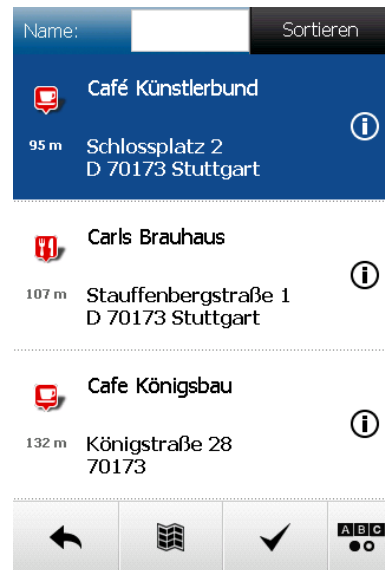 Name:
Sortieren
Café Künstlerbund
95 m
Schlossplatz 2
D 70173 Stuttgart
Carls Brauhaus
107 m
Stauffenbergstraße 1
D 70173 Stuttgart
Cafe Königsbau
132 m
Königstraße 28
70173
ABC